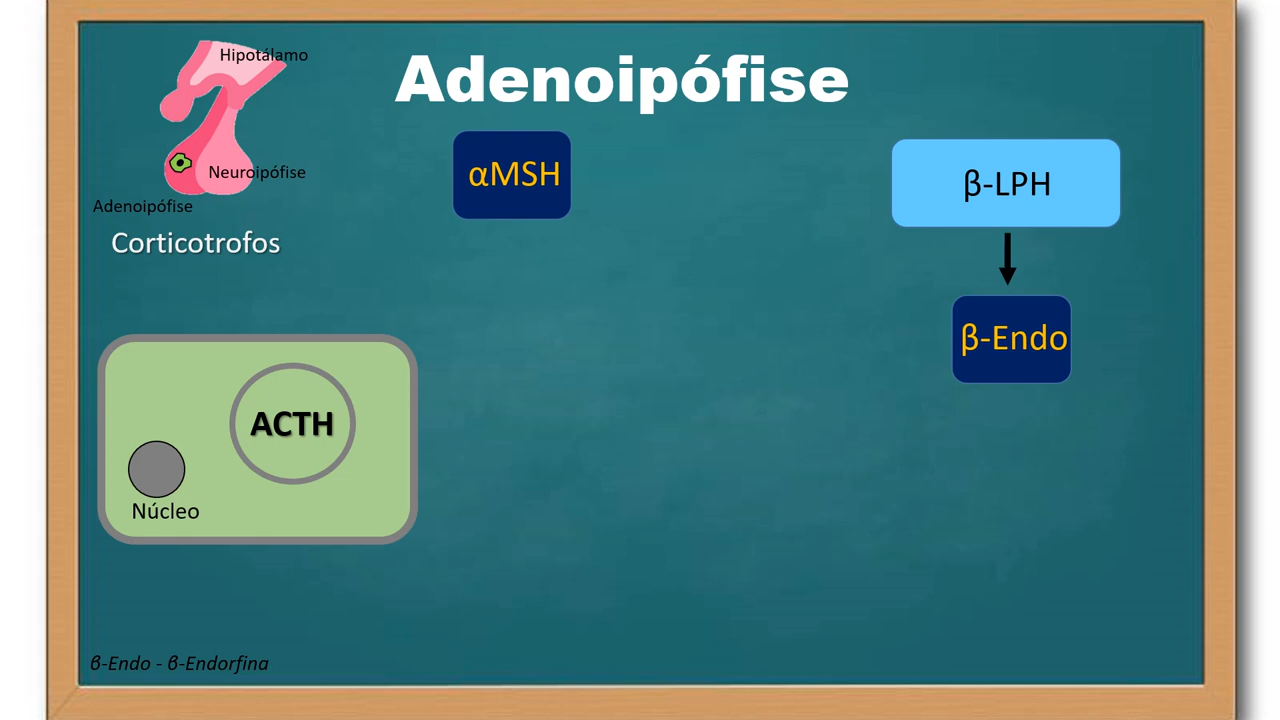 Hipotálamo
Adenoipófise
Neuroipófise
Adenoipófise
Corticotrofos
αMSH
β-LPH
β-Endo
ACTH
Núcleo
β-Endo - β-Endorfina